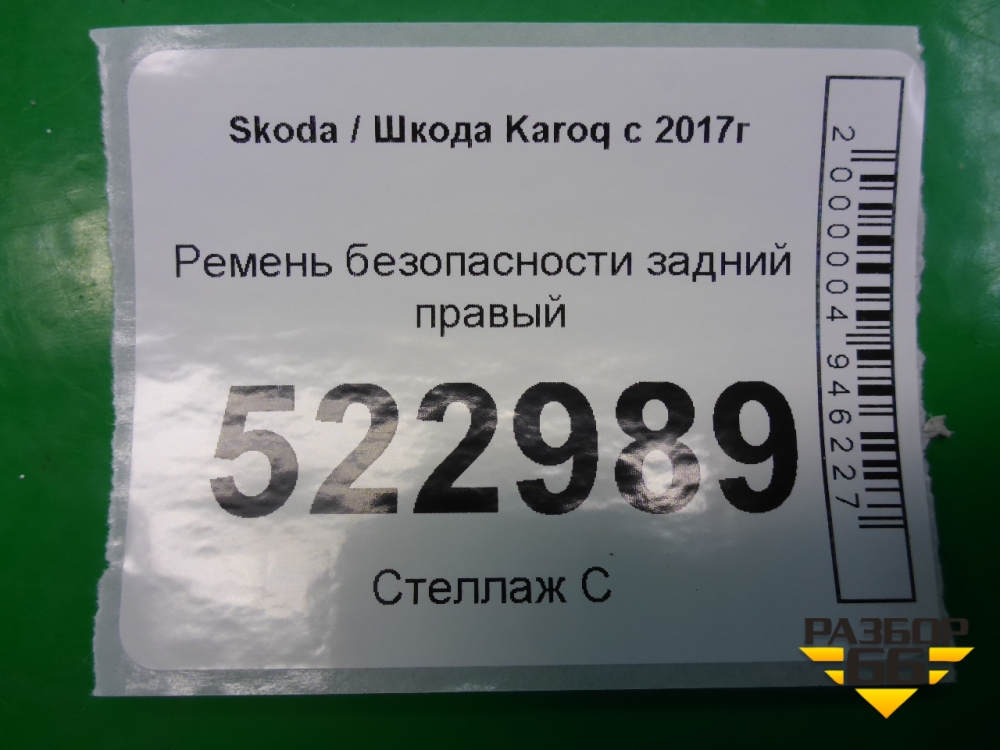 Skoda / Шкода Karoq с 2017г
Ремень безопасности задний
правый
522989
Стеллаж С
2000004946227
РАЗБОР
66